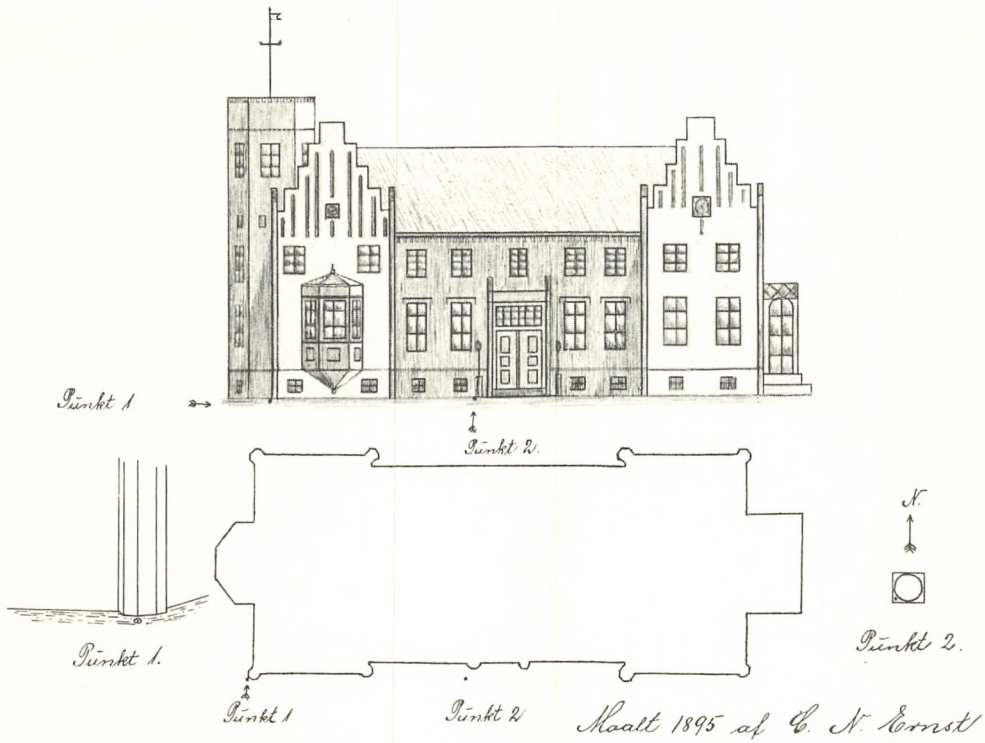 Punkt 1
Punkt 2.
N.
Punkt 1.
Punkt 2.
Punkt 1
Punkt 2
Maalt 1895 af C. N. Ernst